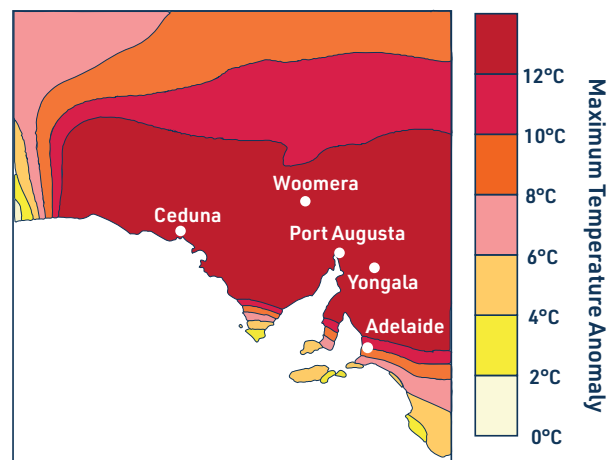 Woomera
Ceduna
Port Augusta
Yongala
Adelaide
12°C
10°C
8°C
6°C
4°C
2°C
0°C
Maximum Temperature Anomaly